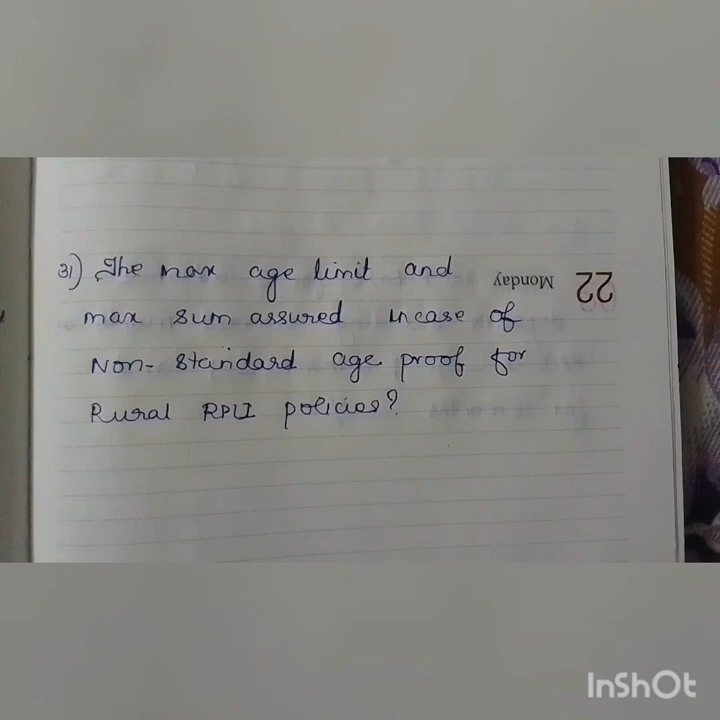 31) The max age limit and
max sum assured incase of
Non-standard age proof for
Rural RPLI policies?
22 Monday
InShOt